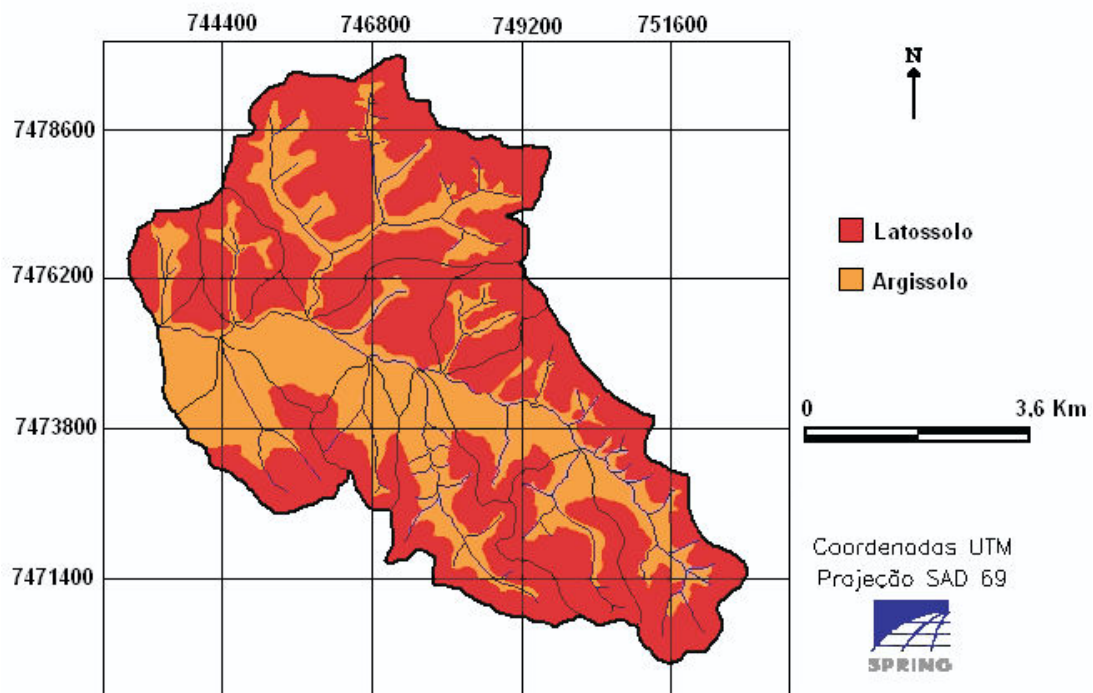 744400 746800 749200 751600
N
7478600
Latossolo
7476200
Argissolo
0 3.6 Km
7473800
Coordenadas UTM
7471400
Projeção SAD 69
SPRING